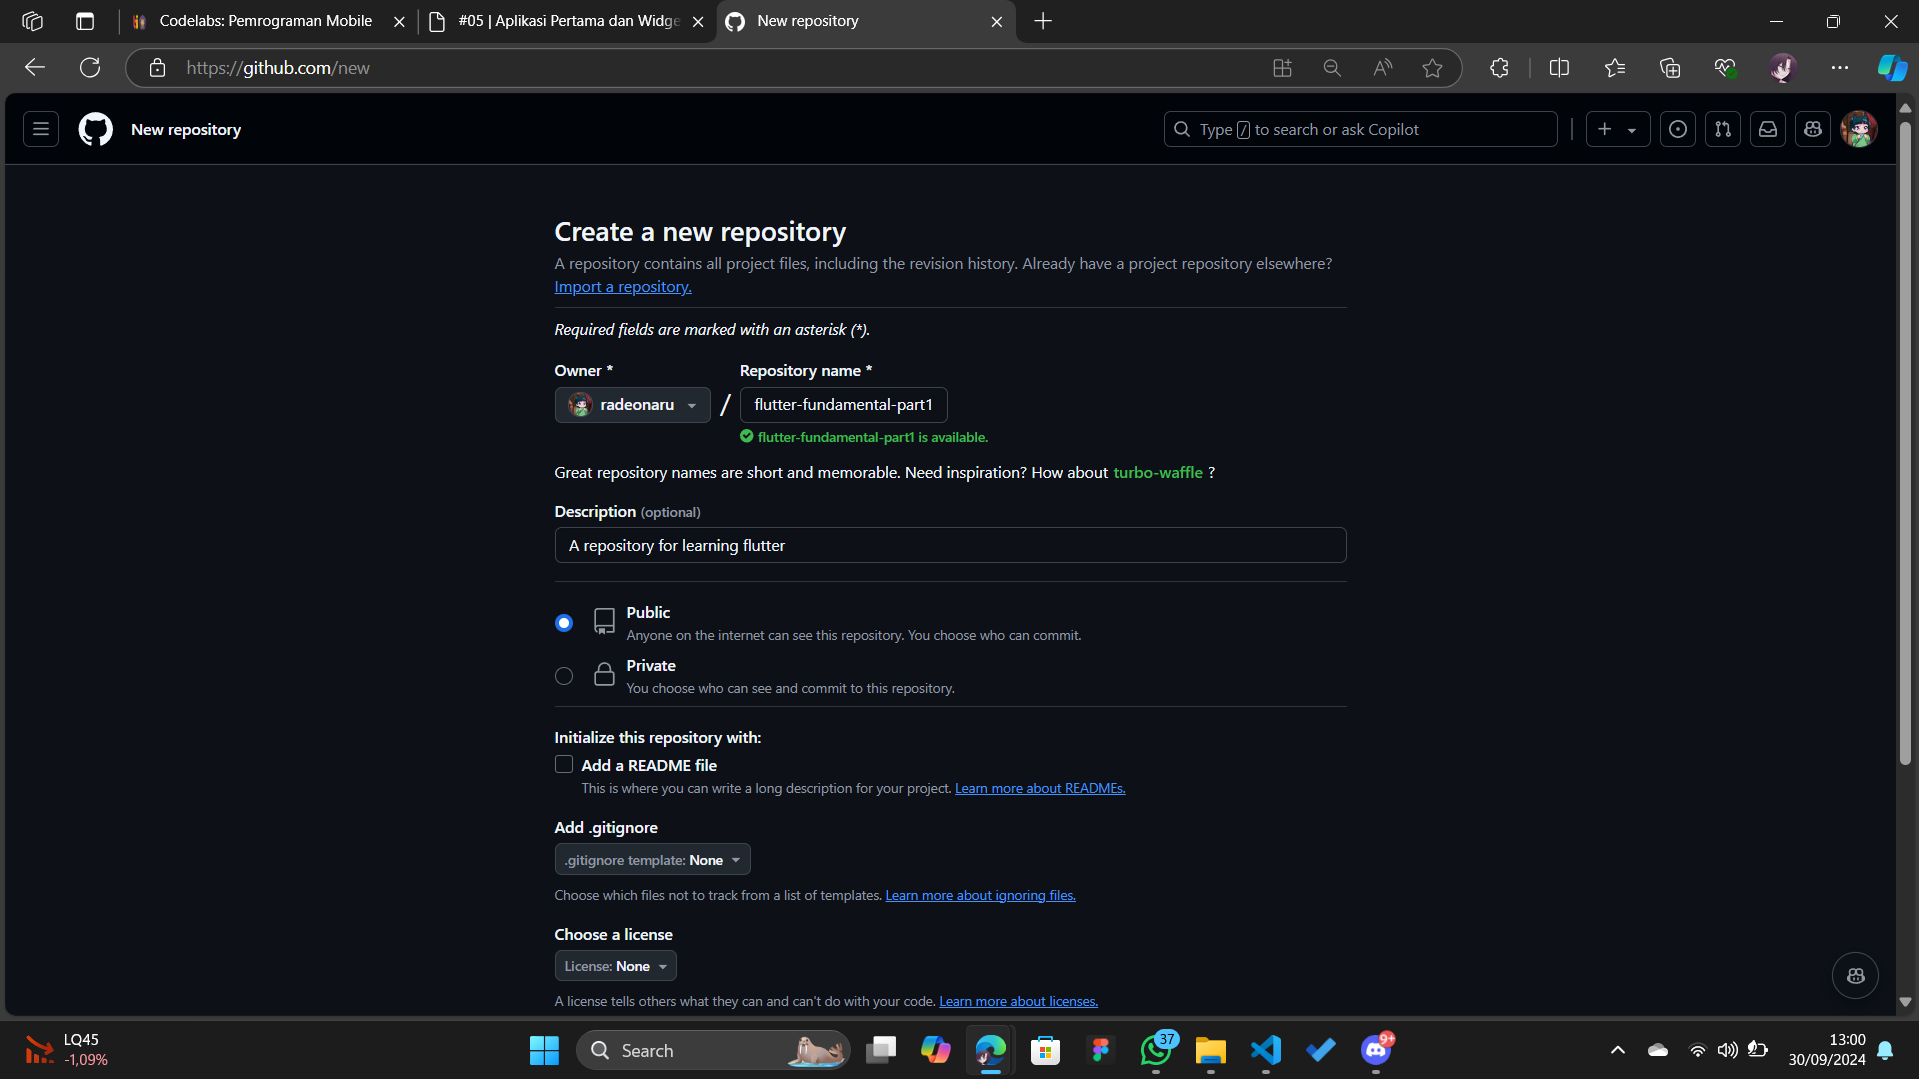 Codelabs: Pemrograman Mobile
#05 | Aplikasi Pertama dan Widge
New repository
https://github.com/new
New repository
Type / to search or ask Copilot
Create a new repository
A repository contains all project files, including the revision history. Already have a project repository elsewhere?
Import a repository.
Required fields are marked with an asterisk (*).
Owner *
Repository name *
radeonaru
/
flutter-fundamental-part1
flutter-fundamental-part1 is available.
Great repository names are short and memorable. Need inspiration? How about turbo-waffle ?
Description (optional)
A repository for learning flutter
Public
Anyone on the internet can see this repository. You choose who can commit.
Private
You choose who can see and commit to this repository.
Initialize this repository with:
Add a README file
This is where you can write a long description for your project. Learn more about READMEs.
Add .gitignore
.gitignore template: None
Choose which files not to track from a list of templates. Learn more about ignoring files.
Choose a license
License: None
A license tells others what they can and can't do with your code. Learn more about licenses.
LQ45
-1,09%
Search
37
9+
13:00
30/09/2024